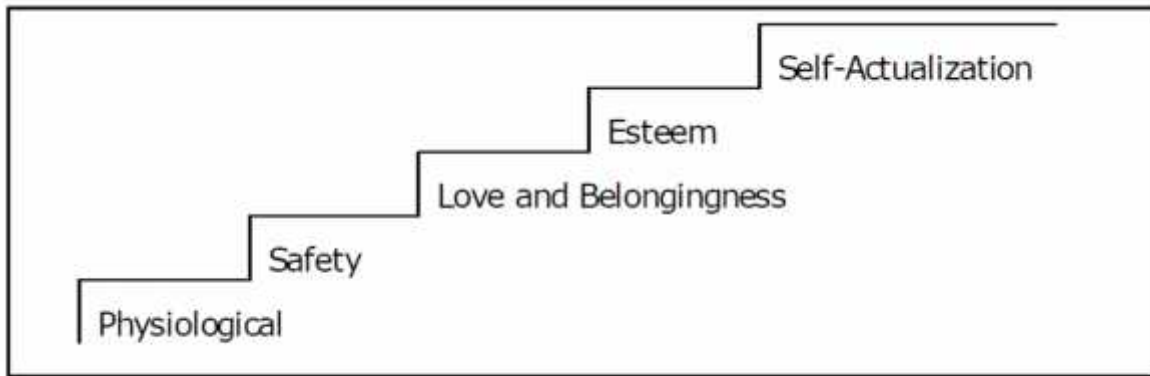 Self-Actualization
Esteem
Love and Belongingness
Safety
Physiological